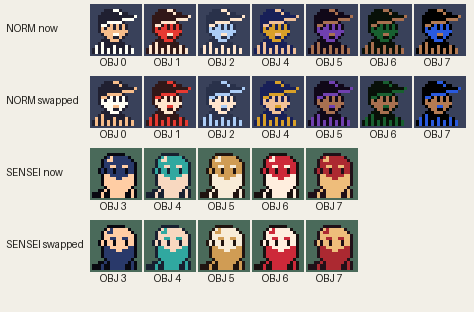 NORM now
OBJ 0 OBJ 1 OBJ 2 OBJ 4 OBJ 5 OBJ 6 OBJ 7
NORM swapped
OBJ 0 OBJ 1 OBJ 2 OBJ 4 OBJ 5 OBJ 6 OBJ 7
SENSEI now
OBJ 3 OBJ 4 OBJ 5 OBJ 6 OBJ 7
SENSEI swapped
OBJ 3 OBJ 4 OBJ 5 OBJ 6 OBJ 7